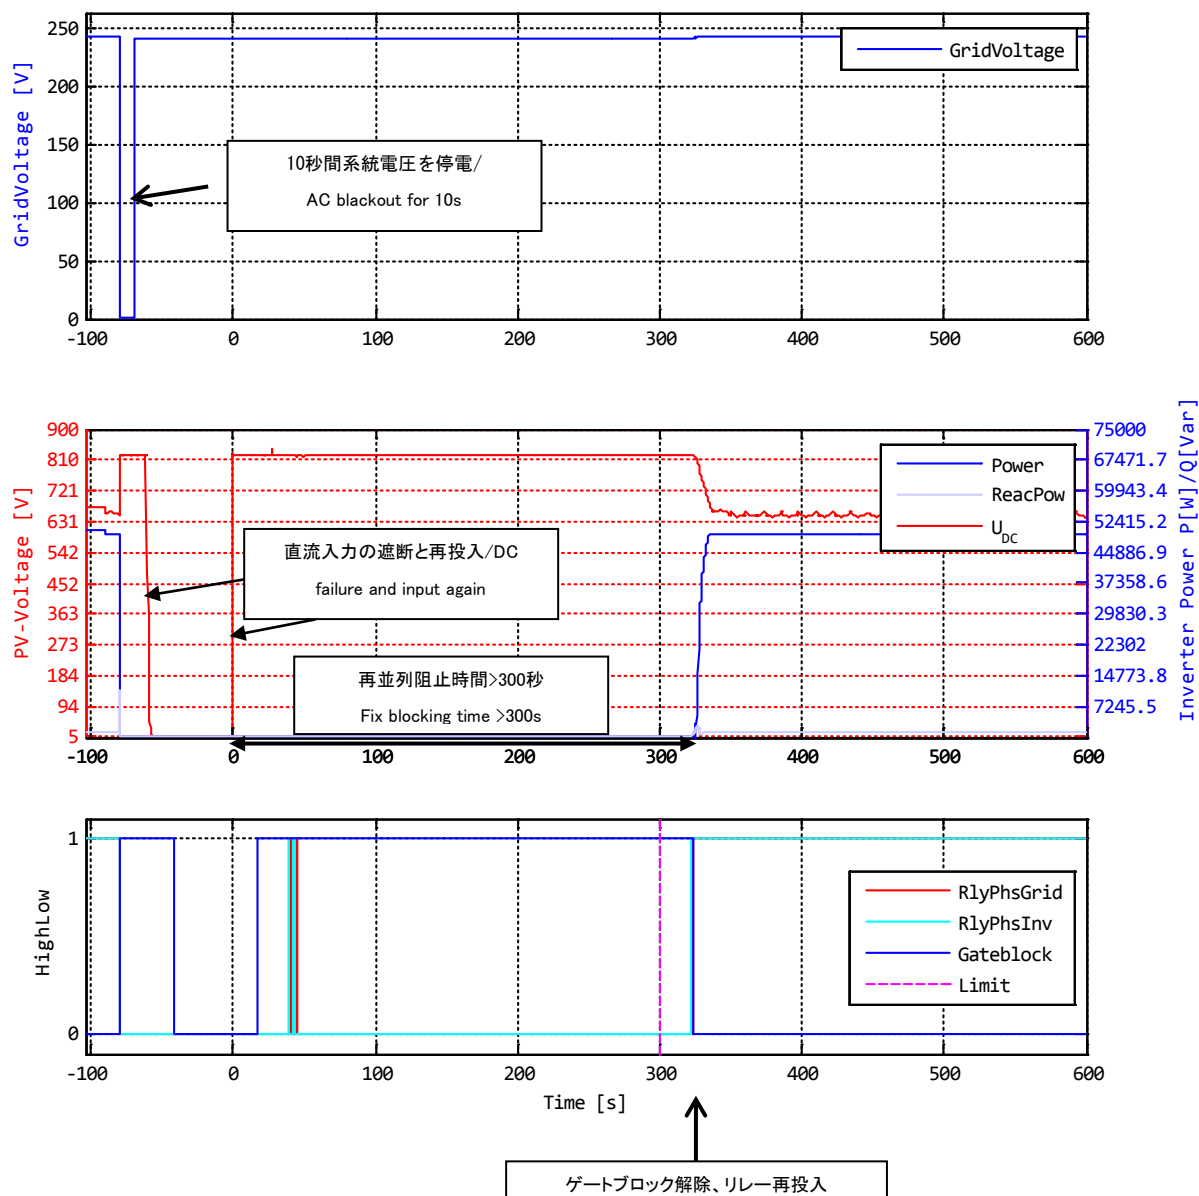 250
200
150
100
50
0
GridVoltage [V]
GridVoltage
10秒間系統電圧を停電/
AC blackout for 10s
-100 0 100 200 300 400 500 600
900
810
721
631
542
452
363
273
184
94
5
PV-Voltage [V]
75000
67471.7
59943.4
52415.2
44886.9
37358.6
29830.3
22302
14773.8
7245.5
Inverter Power P[W]/Q[Var]
Power
ReacPow
U_DC
直流入力の遮断と再投入/DC
failure and input again
再並列阻止時間>300秒
Fix blocking time >300s
-100 0 100 200 300 400 500 600
1
0
HighLow
RlyPhsGrid
RlyPhsInv
Gateblock
Limit
-100 0 100 200 300 400 500 600
Time [s]
ゲートブロック解除、リレー再投入